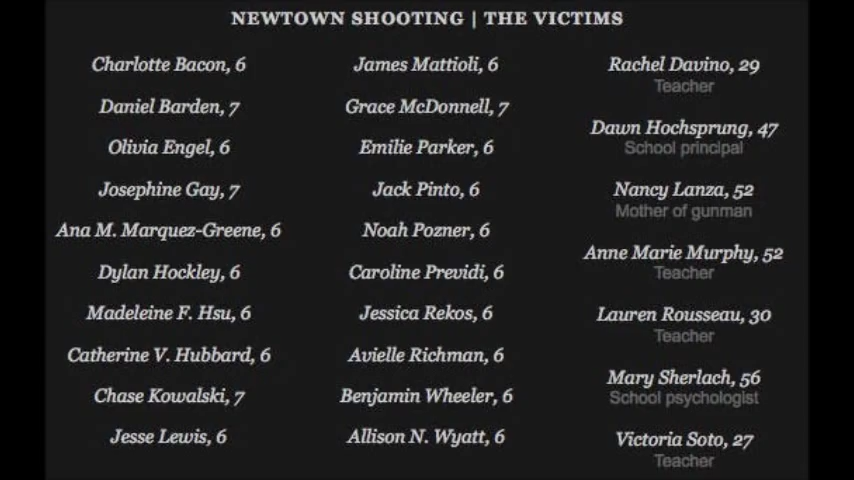 NEWTOWN SHOOTING | THE VICTIMS
Charlotte Bacon, 6
Daniel Barden, 7
Olivia Engel, 6
Josephine Gay, 7
Ana M. Marquez-Greene, 6
Dylan Hockley, 6
Madeleine F. Hsu, 6
Catherine V. Hubbard, 6
Chase Kowalski, 7
Jesse Lewis, 6
James Mattioli, 6
Grace McDonnell, 7
Emilie Parker, 6
Jack Pinto, 6
Noah Pozner, 6
Caroline Previdi, 6
Jessica Rekos, 6
Avielle Richman, 6
Benjamin Wheeler, 6
Allison N. Wyatt, 6
Rachel Davino, 29
Teacher
Dawn Hochsprung, 47
School principal
Nancy Lanza, 52
Mother of gunman
Anne Marie Murphy, 52
Teacher
Lauren Rousseau, 30
Teacher
Mary Sherlach, 56
School psychologist
Victoria Soto, 27
Teacher